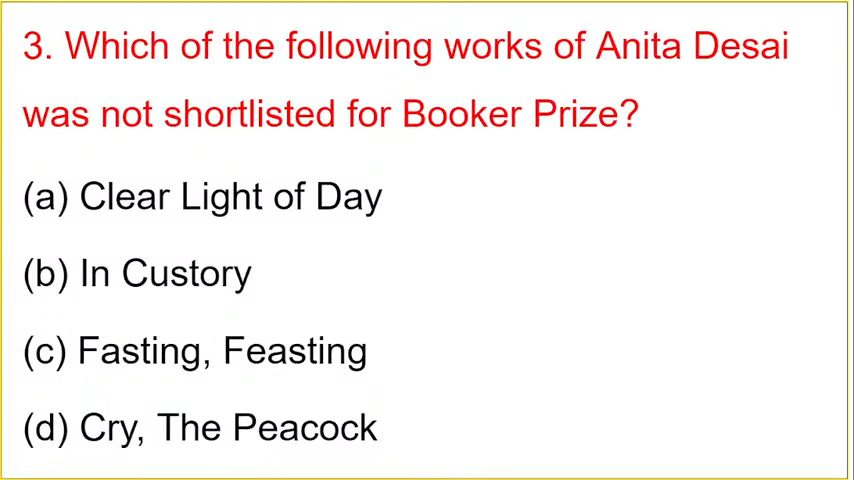 3. Which of the following works of Anita Desai
was not shortlisted for Booker Prize?
(a) Clear Light of Day
(b) In Custory
(c) Fasting, Feasting
(d) Cry, The Peacock